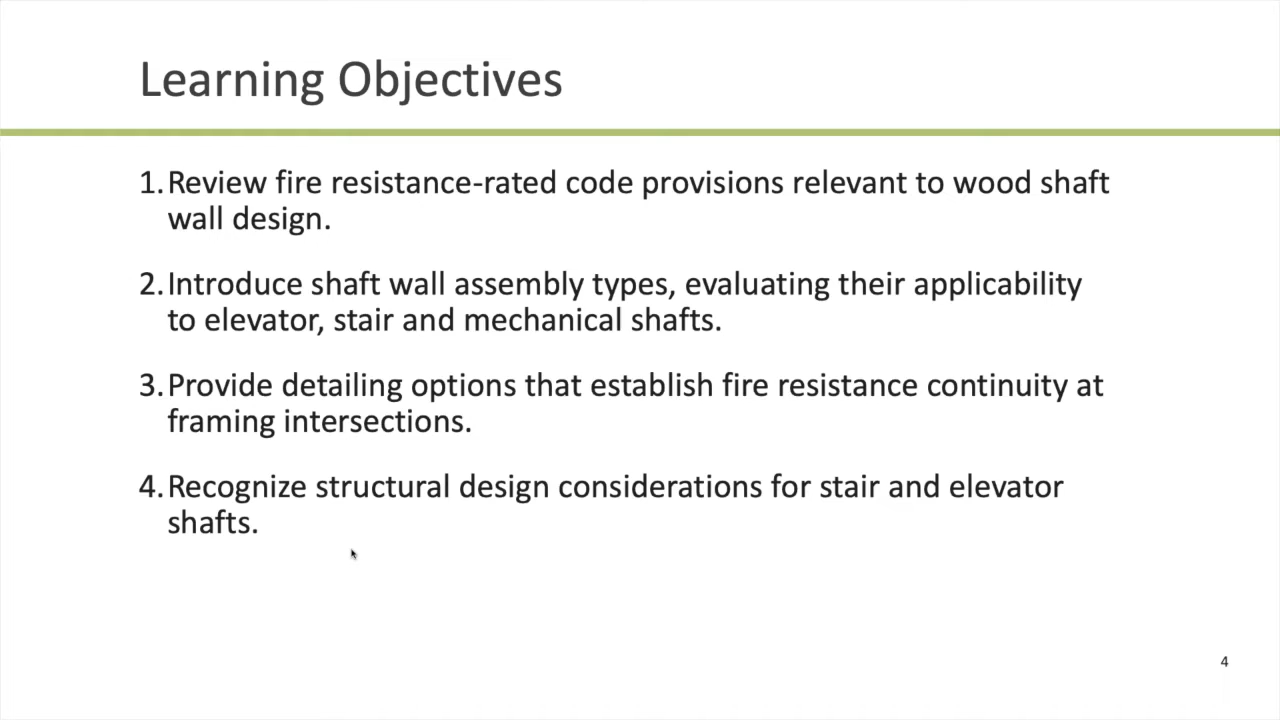 Learning Objectives
1. Review fire resistance-rated code provisions relevant to wood shaft
wall design.
2. Introduce shaft wall assembly types, evaluating their applicability
to elevator, stair and mechanical shafts.
3. Provide detailing options that establish fire resistance continuity at
framing intersections.
4. Recognize structural design considerations for stair and elevator
shafts.
4